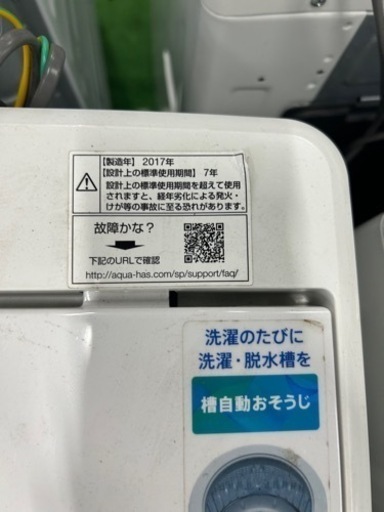 【製造年】2017年
【設計上の標準使用期間】7年
設計上の標準使用期間を超えて使用
されますと、経年劣化による発火・
けが等の事故に至る恐れがあります。
故障かな?
下記のURLで確認
http://aqua-has.com/sp/support/faq/
洗濯のたびに
洗濯・脱水槽を
槽自動おそうじ